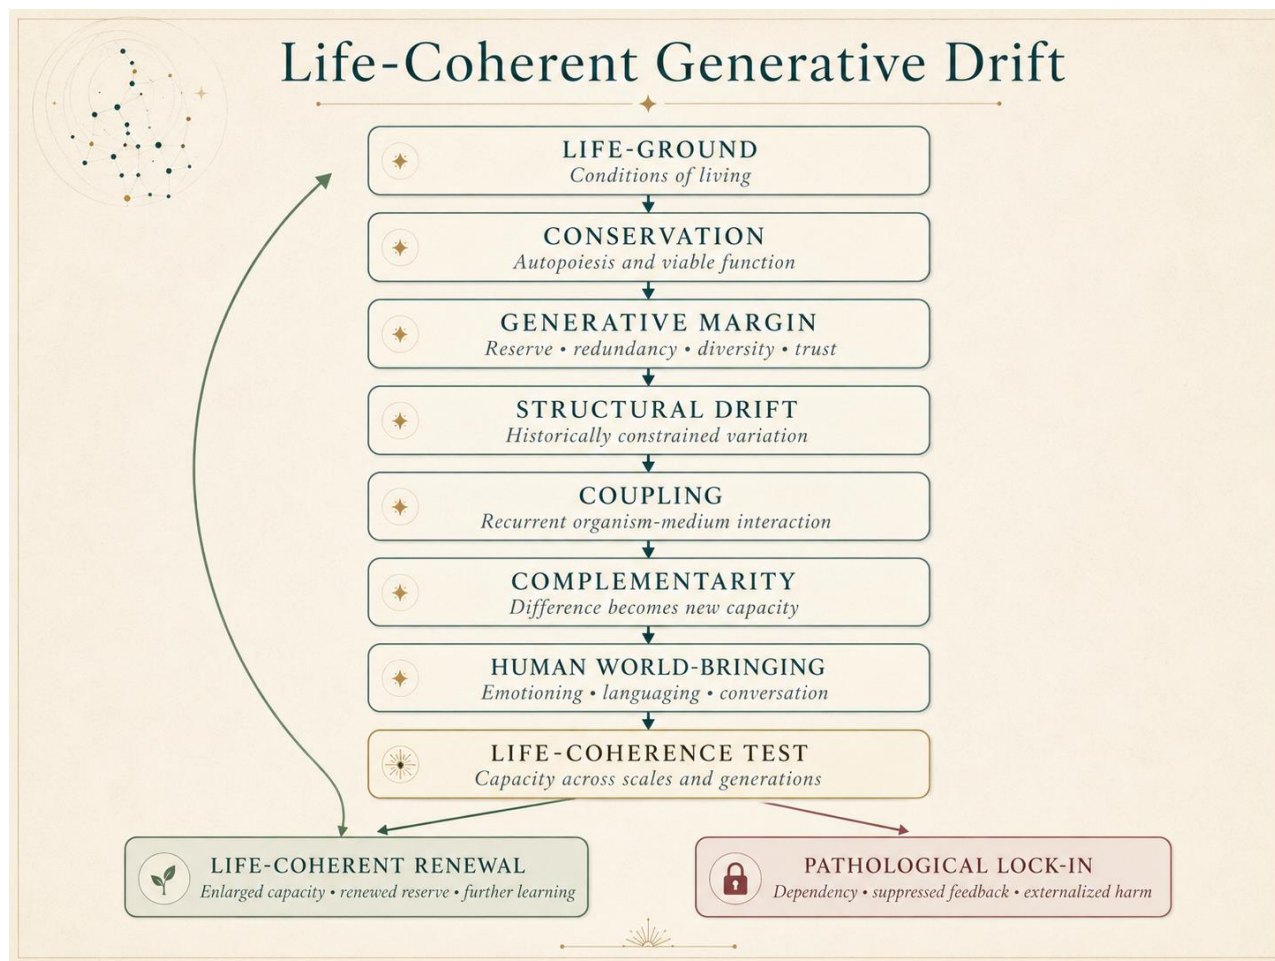 Life-Coherent Generative Drift
LIFE-GROUND
Conditions of living
CONSERVATION
Autopoiesis and viable function
GENERATIVE MARGIN
Reserve • redundancy • diversity • trust
STRUCTURAL DRIFT
Historically constrained variation
COUPLING
Recurrent organism-medium interaction
COMPLEMENTARITY
Difference becomes new capacity
HUMAN WORLD-BRINGING
Emotioning • languaging • conversation
LIFE-COHERENCE TEST
Capacity across scales and generations
LIFE-COHERENT RENEWAL
Enlarged capacity • renewed reserve • further learning
PATHOLOGICAL LOCK-IN
Dependency • suppressed feedback • externalized harm